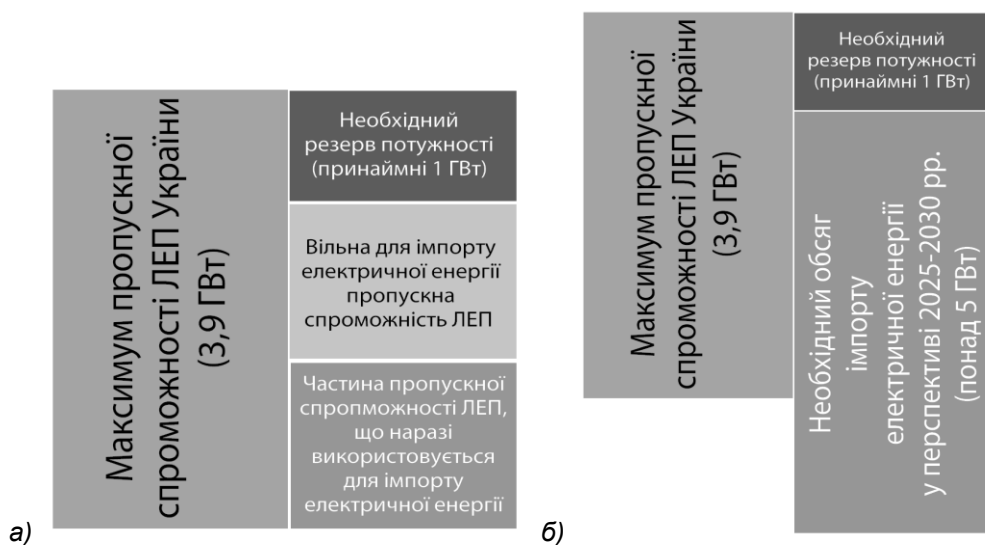 Максимум пропускної
спроможності ЛЕП України
(3,9 ГВт)
Необхідний
резерв потужності
(принаймні 1 ГВт)
Вільна для імпорту
електричної енергії
пропускна
спроможність ЛЕП
Частина пропускної
спропможності ЛЕП,
що наразі
використовується
для імпорту
електричної енергії
а)
Максимум пропускної
спроможності ЛЕП України
(3,9 ГВт)
Необхідний
резерв потужності
(принаймні 1 ГВт)
Необхідний обсяг
імпорту
електричної енергії
у перспективі 2025-2030 рр.
(понад 5 ГВт)
б)